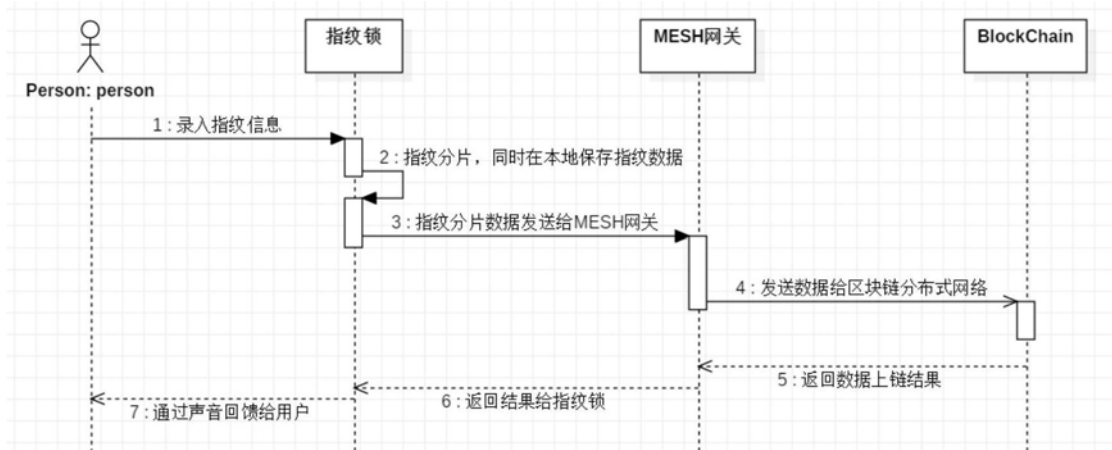 指纹锁
MESH网关
BlockChain
Person: person
1 : 录入指纹信息
2 : 指纹分片，同时在本地保存指纹数据
3 : 指纹分片数据发送给MESH网关
4 : 发送数据给区块链分布式网络
5 : 返回数据上链结果
6 : 返回结果给指纹锁
7 : 通过声音回馈给用户